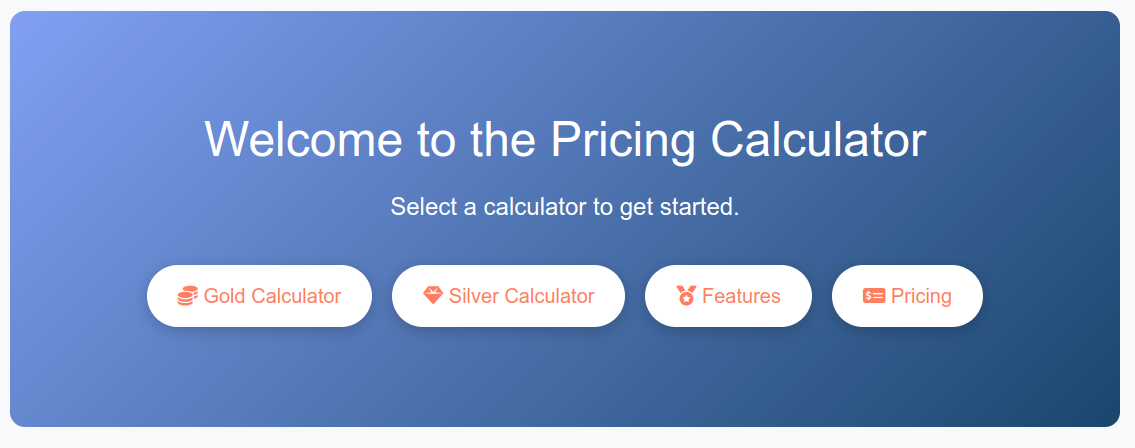 Welcome to the Pricing Calculator
Select a calculator to get started.
Gold Calculator
Silver Calculator
Features
Pricing